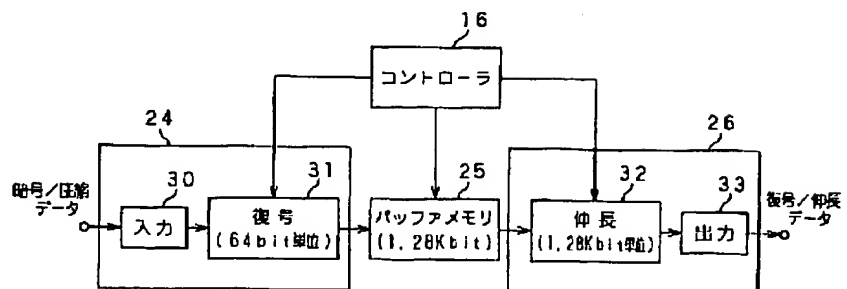 16
コントローラ
24
26
暗号/圧縮
データ
30
入力
31
復号
(64bit単位)
25
バッファメモリ
(1,28Kbit)
32
伸長
(1,28Kbit単位)
33
出力
復号/伸長
データ